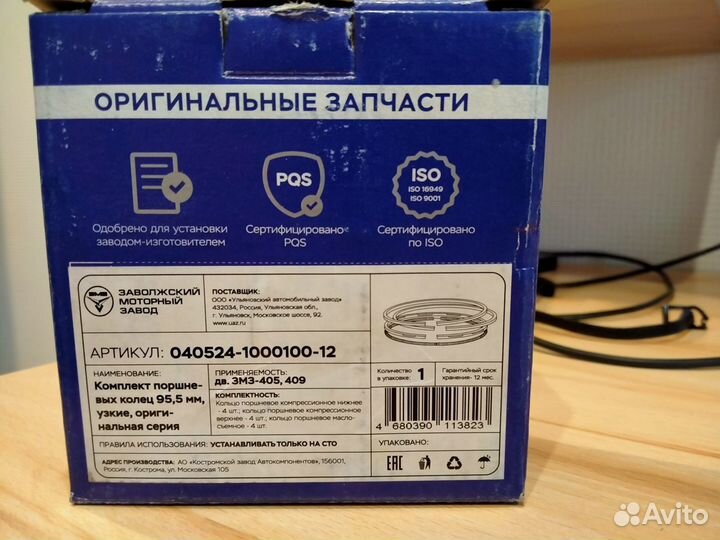 ОРИГИНАЛЬНЫЕ ЗАПЧАСТИ
Одобрено для установки
заводом-изготовителем
PQS
Сертифицировано
PQS
ISO
ISO 16949
ISO 9001
Сертифицировано
по ISO
ЗМЗ
ЗАВОЛЖСКИЙ
МОТОРНЫЙ
ЗАВОД
ПОСТАВЩИК:
ООО «Ульяновский автомобильный завод»
432034, Россия, Ульяновская обл.,
г. Ульяновск, Московское шоссе, 92.
www.uaz.ru
АРТИКУЛ: 040524-1000100-12
НАИМЕНОВАНИЕ:
Комплект поршне-
вых колец 95,5 мм,
узкие, ориги-
нальная серия
ПРИМЕНЯЕМОСТЬ:
дв. ЗМЗ-405, 409
КОМПЛЕКТНОСТЬ:
Кольцо поршневое компрессионное нижнее
- 4 шт.; кольцо поршневое компрессионное
верхнее - 4 шт.; кольцо поршневое масло-
съемное - 4 шт.
Количество
в упаковке:
1
Гарантийный срок
хранения- 12 мес.
4 680390 113823
ПРАВИЛА ИСПОЛЬЗОВАНИЯ: УСТАНАВЛИВАТЬ ТОЛЬКО НА СТО
УПАКОВАНО:
АДРЕС ПРОИЗВОДСТВА: АО «Костромской завод Автокомпонентов», 156001,
Россия, г. Кострома, ул. Московская 105
EAC
Avito